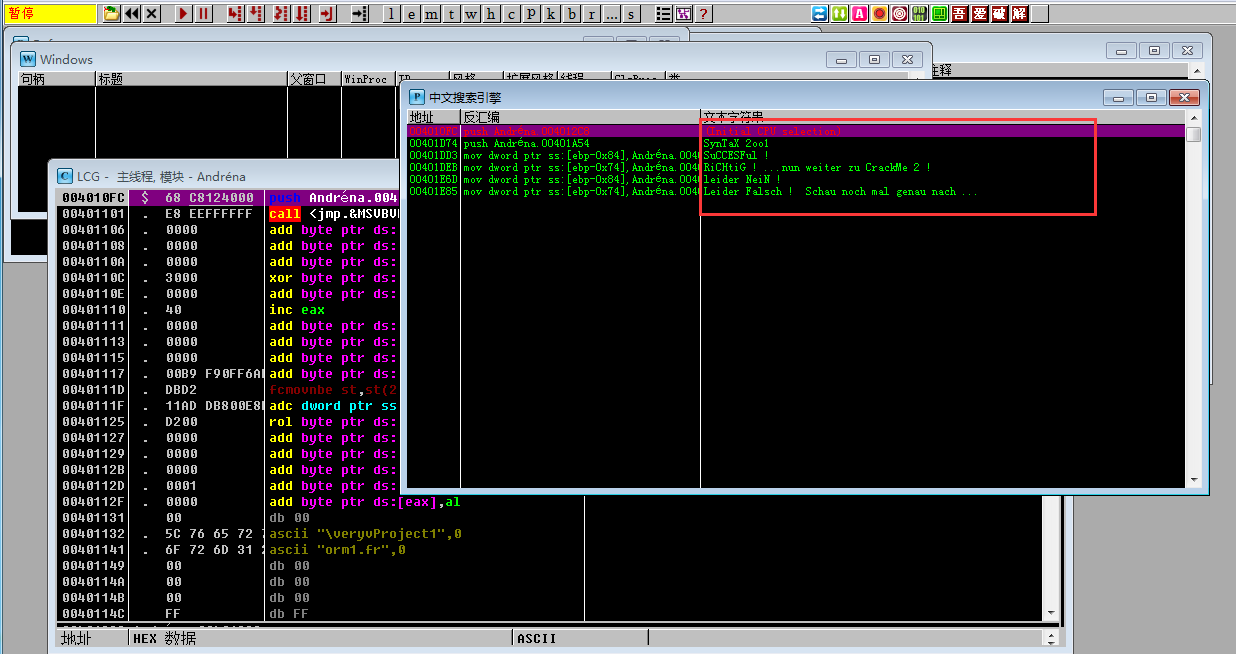 暂停
l e m t w h c p k b r ... s
?
吾 爱 破 解
Windows
句柄 标题 父窗口 WinProc ID 风格 扩展风格 线程 ClsProc 类
注释
中文搜索引擎
地址 反汇编 文本字符串
004010FC push Andréna.004012C8 (Initial CPU selection)
00401D74 push Andréna.00401A54 SynTaX 2oo1
00401DD3 mov dword ptr ss:[ebp-0x84],Andréna.004 SuCCESFul !
00401DEB mov dword ptr ss:[ebp-0x74],Andréna.004 RiCHtiG ! ...nun weiter zu CrackMe 2 !
00401E6D mov dword ptr ss:[ebp-0x84],Andréna.004 leider NeiN !
00401E85 mov dword ptr ss:[ebp-0x74],Andréna.004 Leider Falsch ! Schau noch mal genau nach ...
LCG - 主线程, 模块 - Andréna
004010FC $ 68 C8124000 push Andréna.004
00401101 . E8 EEFFFFFF call <jmp.&MSVBV
00401106 . 0000 add byte ptr ds:
00401108 . 0000 add byte ptr ds:
0040110A . 0000 add byte ptr ds:
0040110C . 3000 xor byte ptr ds:
0040110E . 0000 add byte ptr ds:
00401110 . 40 inc eax
00401111 . 0000 add byte ptr ds:
00401113 . 0000 add byte ptr ds:
00401115 . 0000 add byte ptr ds:
00401117 . 00B9 F90FF6A add byte ptr ds:
0040111D . DBD2 fcmovnbe st,st(2
0040111F . 11AD DB800E8 adc dword ptr ss
00401125 . D200 rol byte ptr ds:
00401127 . 0000 add byte ptr ds:
00401129 . 0000 add byte ptr ds:
0040112B . 0000 add byte ptr ds:
0040112D . 0001 add byte ptr ds:
0040112F . 0000 add byte ptr ds:[eax],al
00401131 00 db 00
00401132 . 5C 76 65 72 ascii "\veryvProject1",0
00401141 . 6F 72 6D 31 ascii "orm1.fr",0
00401149 00 db 00
0040114A 00 db 00
0040114B 00 db 00
0040114C FF db FF
地址 HEX 数据 ASCII